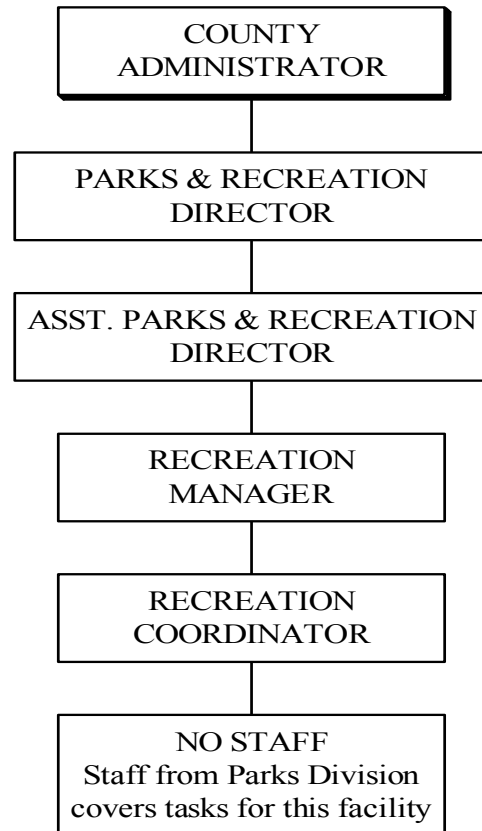 COUNTY
ADMINISTRATOR
PARKS & RECREATION
DIRECTOR
ASST. PARKS & RECREATION
DIRECTOR
RECREATION
MANAGER
RECREATION
COORDINATOR
NO STAFF
Staff from Parks Division
covers tasks for this facility